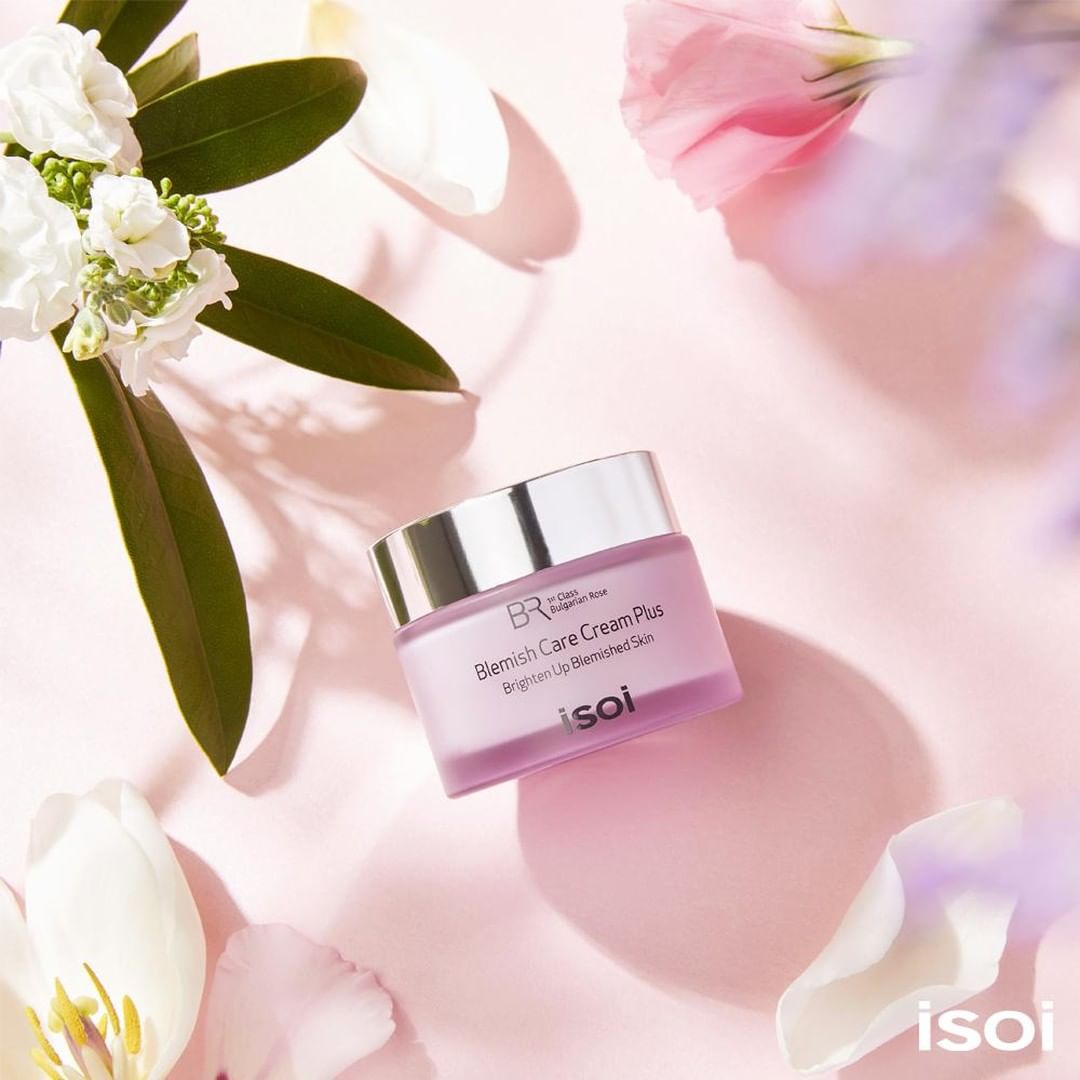 BR 1st Class
Bulgarian Rose
Blemish Care Cream Plus
Brighten Up Blemished Skin
isoi
isoi